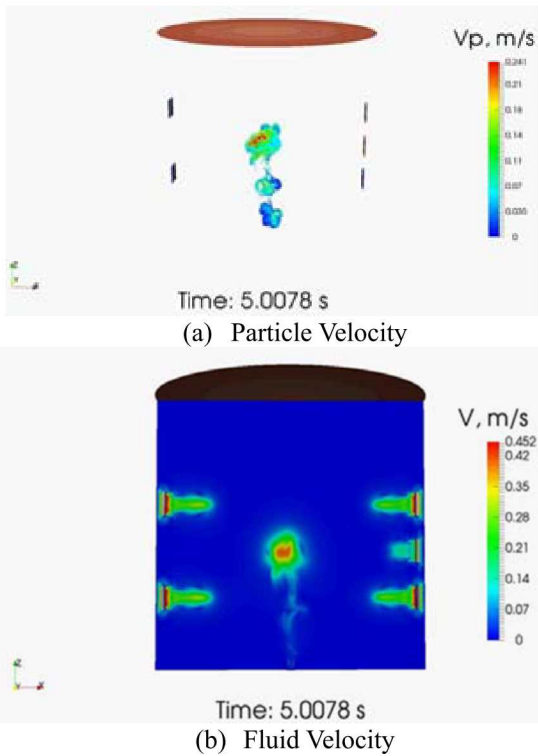 Vp, m/s
0.241
0.21
0.18
0.14
0.11
0.07
0.035
0
Z
Y
X
Time: 5.0078 s
(a) Particle Velocity
V, m/s
0.452
0.42
0.35
0.28
0.21
0.14
0.07
0
Z
Y
X
Time: 5.0078 s
(b) Fluid Velocity